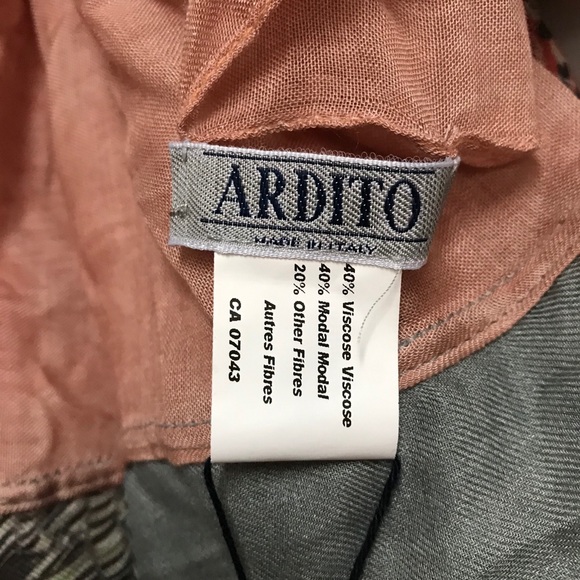 ARDITO
MADE IN ITALY
40% Viscose Viscose
40% Modal Modal
20% Other Fibres
Autres Fibres
CA 07043